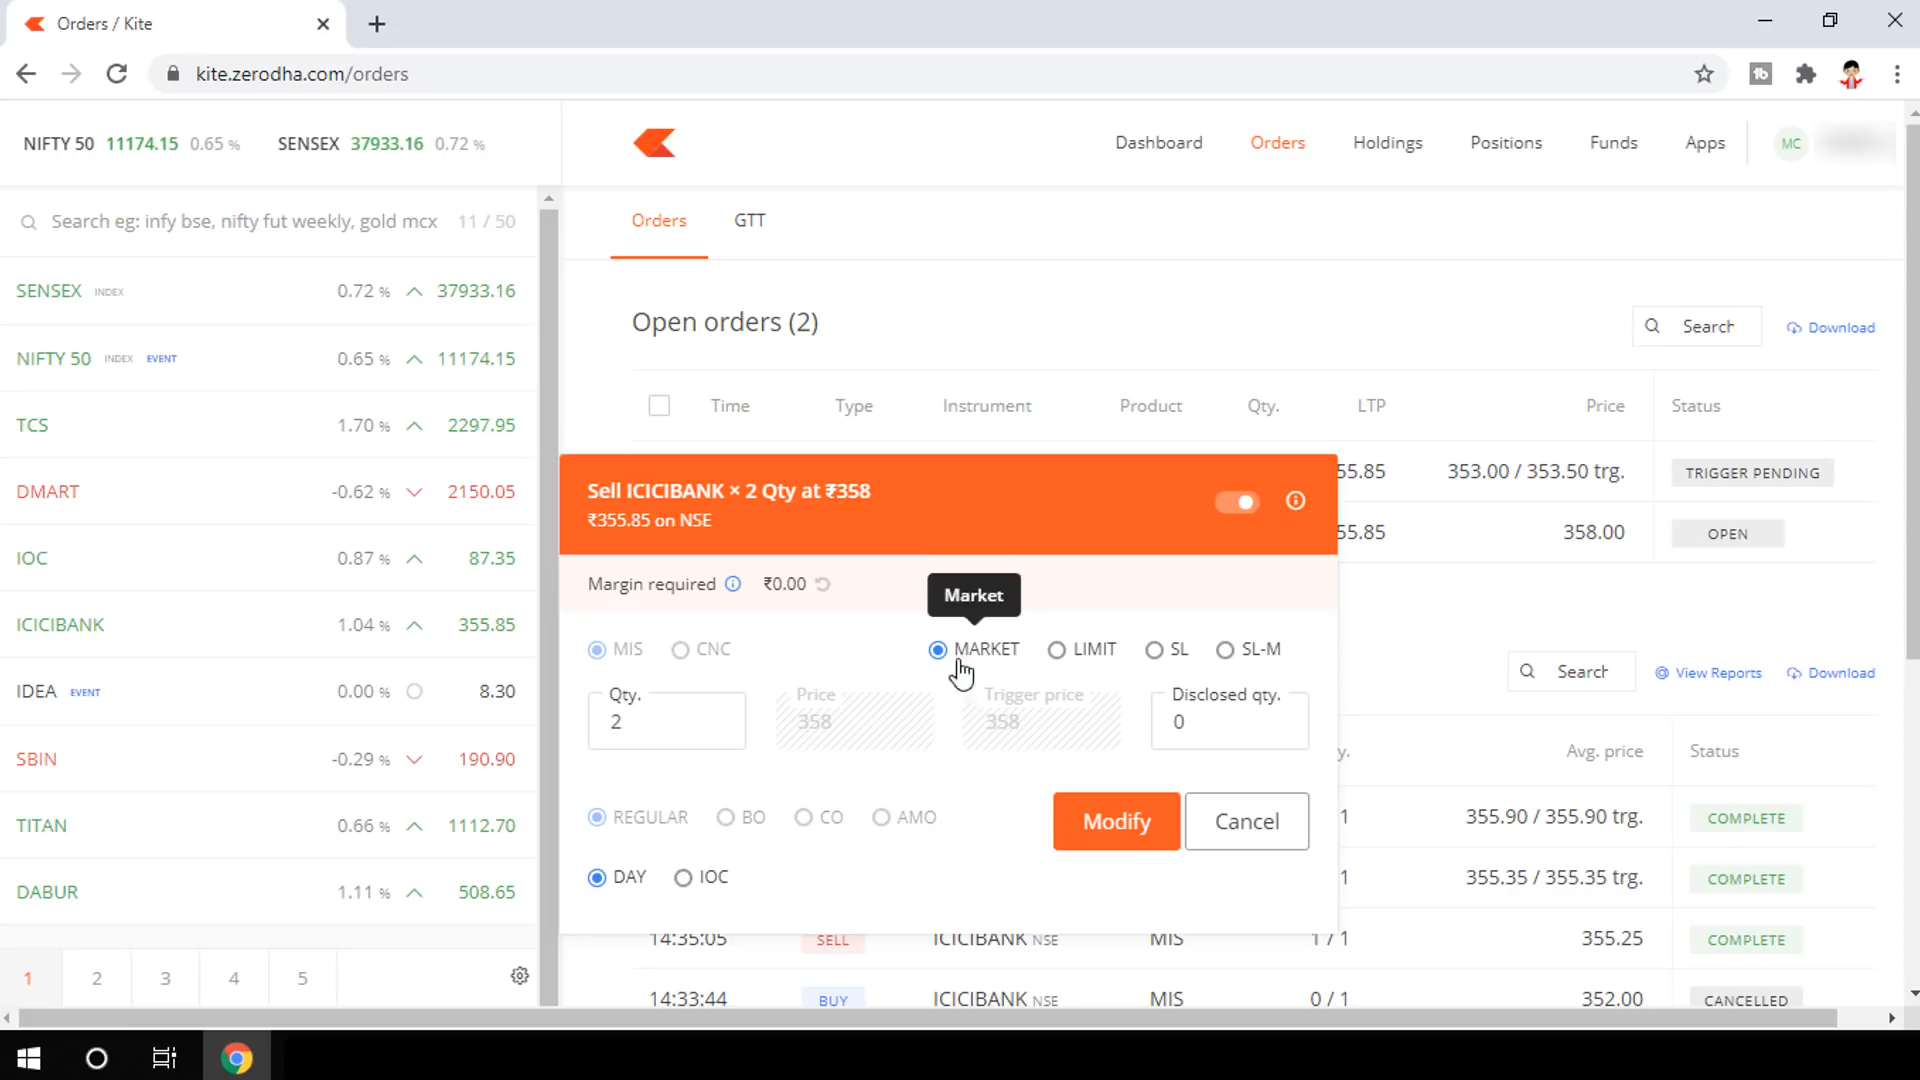 Orders / Kite
kite.zerodha.com/orders
NIFTY 50 11174.15 0.65 % SENSEX 37933.16 0.72 %
Dashboard Orders Holdings Positions Funds Apps MC
Search eg: infy bse, nifty fut weekly, gold mcx 11 / 50
SENSEX INDEX 0.72 % 37933.16
NIFTY 50 INDEX EVENT 0.65 % 11174.15
TCS 1.70 % 2297.95
DMART -0.62 % 2150.05
IOC 0.87 % 87.35
ICICIBANK 1.04 % 355.85
IDEA EVENT 0.00 % 8.30
SBIN -0.29 % 190.90
TITAN 0.66 % 1112.70
DABUR 1.11 % 508.65
1 2 3 4 5
Orders GTT
Open orders (2)
Search Download
Time Type Instrument Product Qty. LTP Price Status
55.85 353.00 / 353.50 trg. TRIGGER PENDING
55.85 358.00 OPEN
Sell ICICIBANK × 2 Qty at ₹358
₹355.85 on NSE
Margin required ₹0.00
Market
MIS CNC MARKET LIMIT SL SL-M
Qty. Price Trigger price Disclosed qty.
2 358 358 0
REGULAR BO CO AMO
Modify Cancel
DAY IOC
Search View Reports Download
y. Avg. price Status
1 355.90 / 355.90 trg. COMPLETE
1 355.35 / 355.35 trg. COMPLETE
14:35:05 SELL ICICIBANK NSE MIS 1 / 1 355.25 COMPLETE
14:33:44 BUY ICICIBANK NSE MIS 0 / 1 352.00 CANCELLED